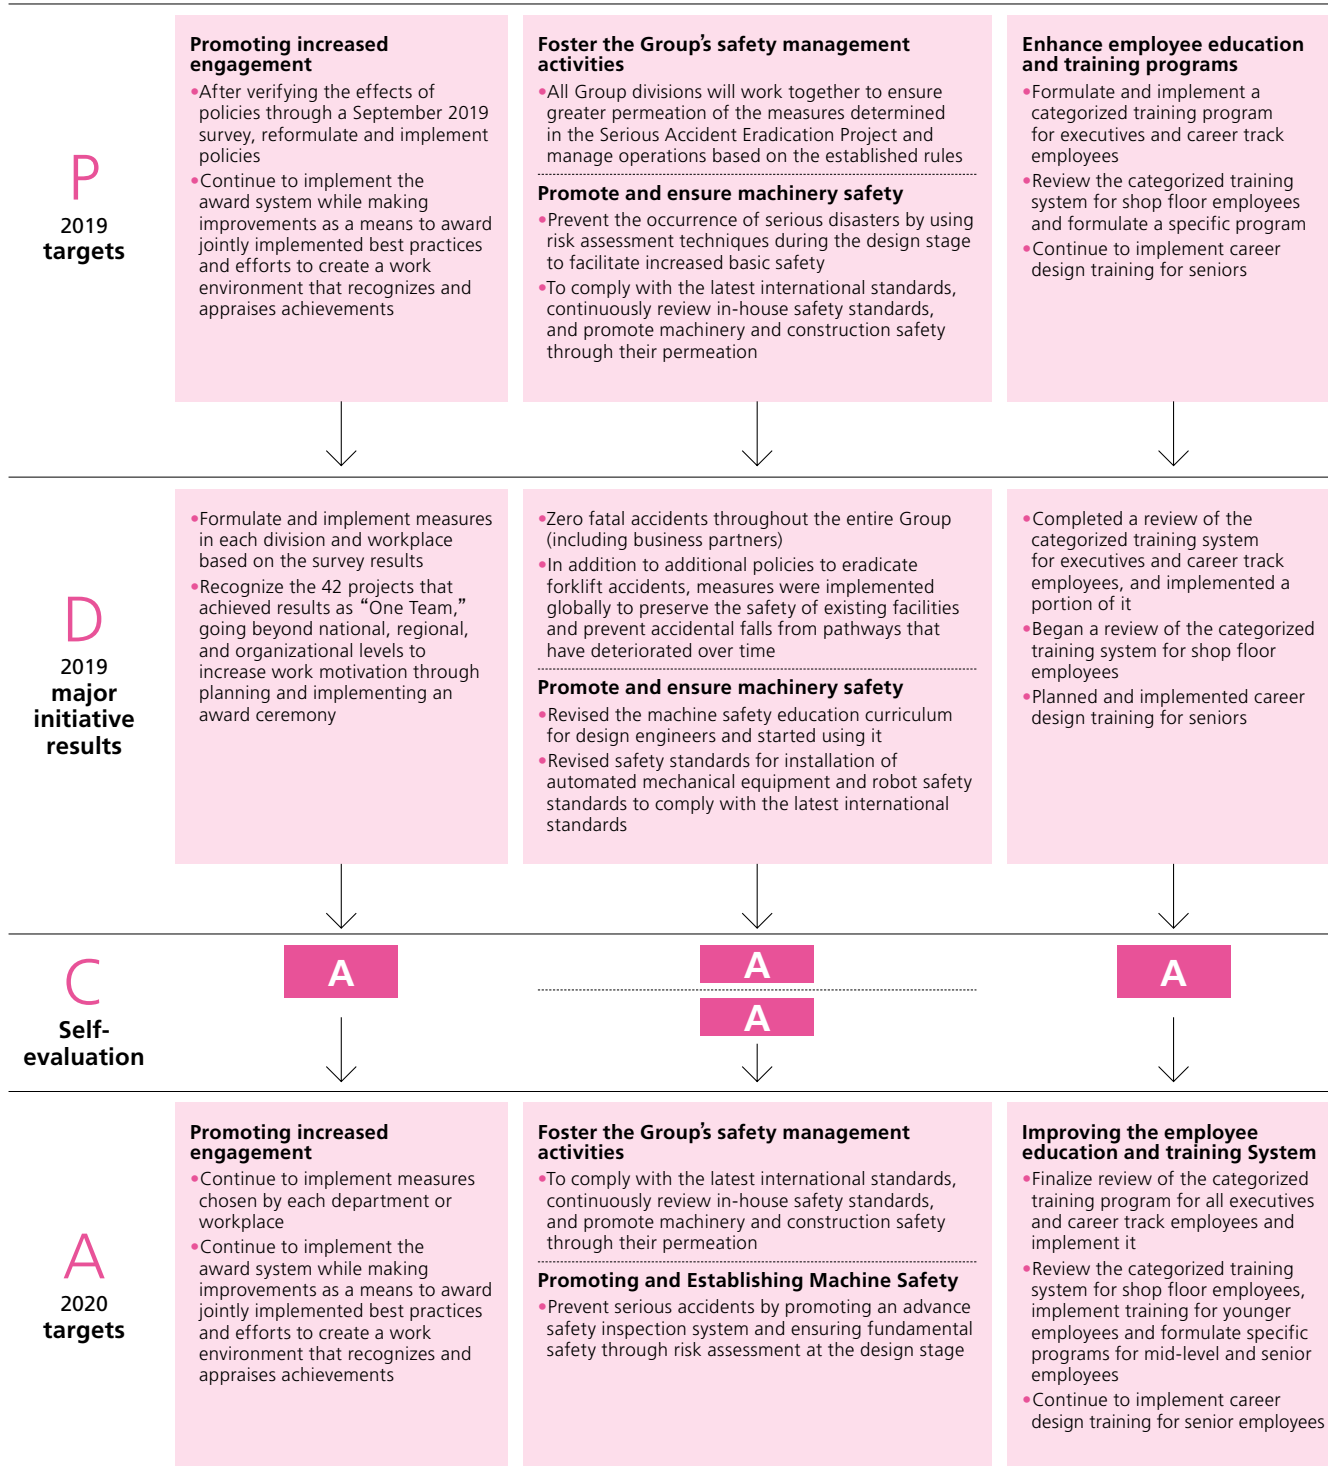 P
2019
targets
Promoting increased
engagement
•After verifying the effects of
policies through a September 2019
survey, reformulate and implement
policies
•Continue to implement the
award system while making
improvements as a means to award
jointly implemented best practices
and efforts to create a work
environment that recognizes and
appraises achievements
Foster the Group's safety management
activities
•All Group divisions will work together to ensure
greater permeation of the measures determined
in the Serious Accident Eradication Project and
manage operations based on the established rules
Promote and ensure machinery safety
•Prevent the occurrence of serious disasters by using
risk assessment techniques during the design stage
to facilitate increased basic safety
•To comply with the latest international standards,
continuously review in-house safety standards,
and promote machinery and construction safety
through their permeation
Enhance employee education
and training programs
•Formulate and implement a
categorized training program
for executives and career track
employees
•Review the categorized training
system for shop floor employees
and formulate a specific program
•Continue to implement career
design training for seniors
D
2019
major
initiative
results
•Formulate and implement measures
in each division and workplace
based on the survey results
•Recognize the 42 projects that
achieved results as “One Team,”
going beyond national, regional,
and organizational levels to
increase work motivation through
planning and implementing an
award ceremony
•Zero fatal accidents throughout the entire Group
(including business partners)
•In addition to additional policies to eradicate
forklift accidents, measures were implemented
globally to preserve the safety of existing facilities
and prevent accidental falls from pathways that
have deteriorated over time
Promote and ensure machinery safety
•Revised the machine safety education curriculum
for design engineers and started using it
•Revised safety standards for installation of
automated mechanical equipment and robot safety
standards to comply with the latest international
standards
•Completed a review of the
categorized training system
for executives and career track
employees, and implemented a
portion of it
•Began a review of the categorized
training system for shop floor
employees
•Planned and implemented career
design training for seniors
C
Self-
evaluation
A
A
A
A
A
2020
targets
Promoting increased
engagement
•Continue to implement measures
chosen by each department or
workplace
•Continue to implement the
award system while making
improvements as a means to award
jointly implemented best practices
and efforts to create a work
environment that recognizes and
appraises achievements
Foster the Group's safety management
activities
•To comply with the latest international standards,
continuously review in-house safety standards,
and promote machinery and construction safety
through their permeation
Promoting and Establishing Machine Safety
•Prevent serious accidents by promoting an advance
safety inspection system and ensuring fundamental
safety through risk assessment at the design stage
Improving the employee
education and training System
•Finalize review of the categorized
training program for all executives
and career track employees and
implement it
•Review the categorized training
system for shop floor employees,
implement training for younger
employees and formulate specific
programs for mid-level and senior
employees
•Continue to implement career
design training for senior employees